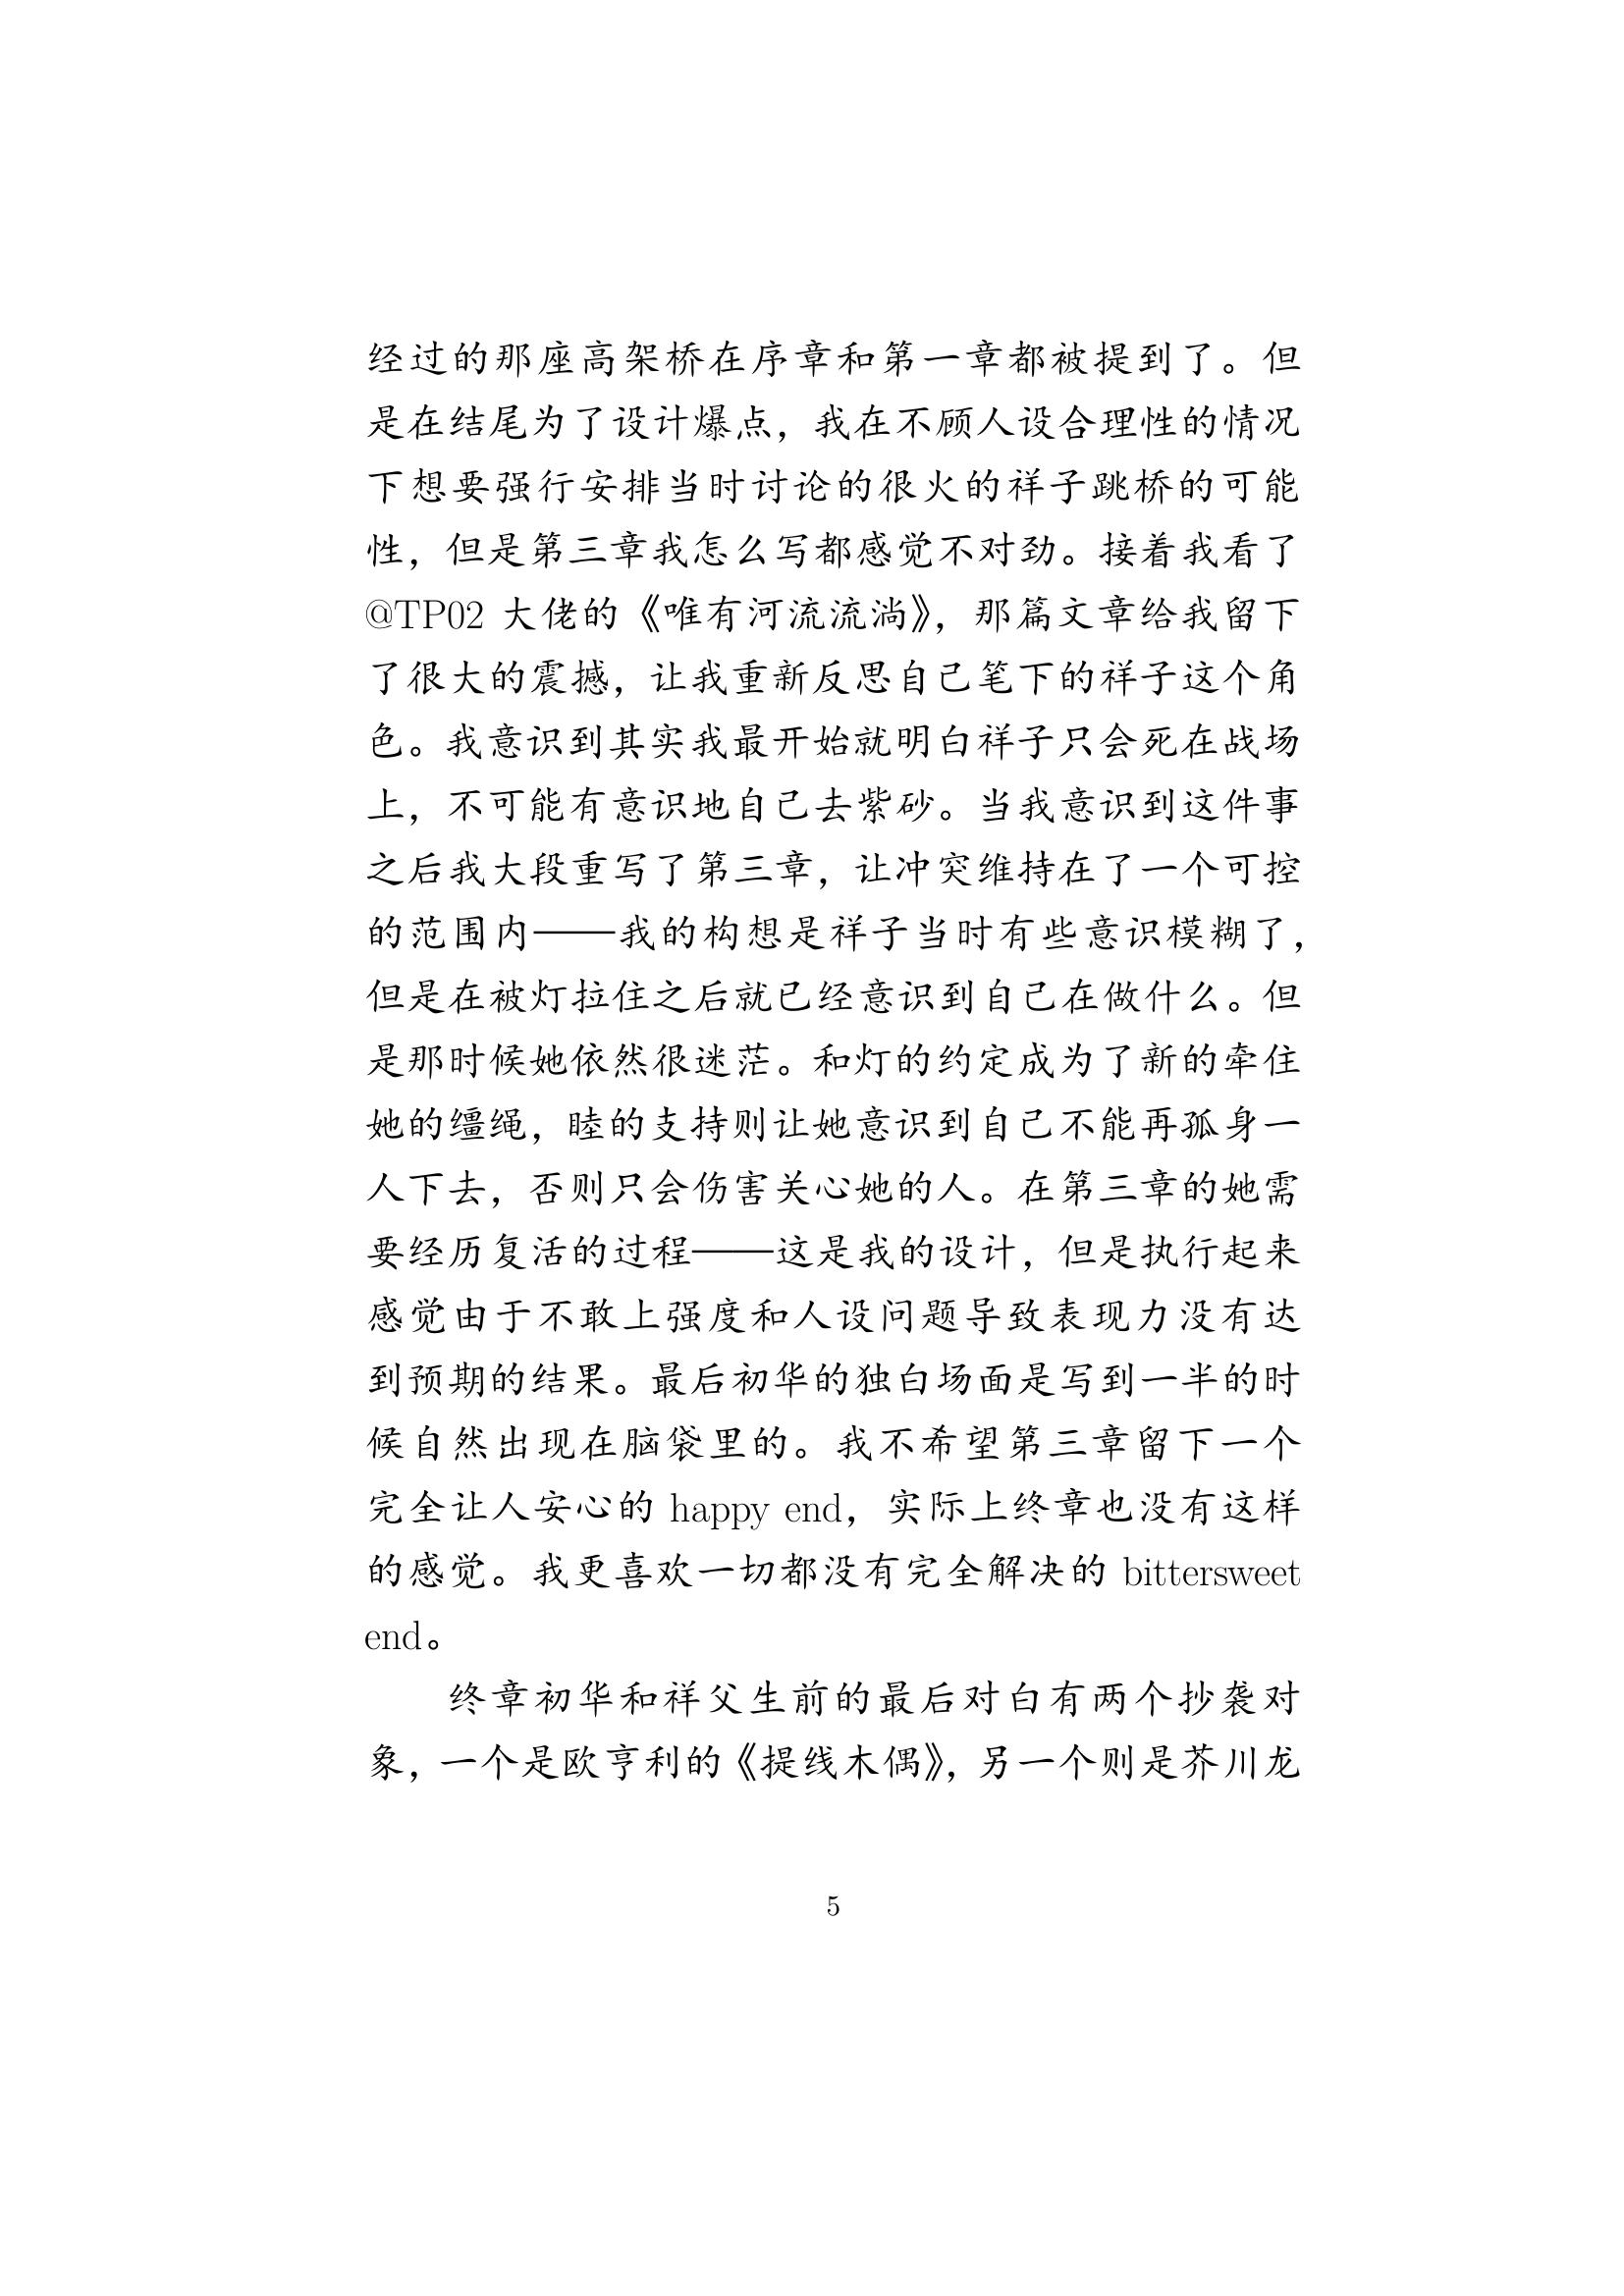 经过的那座高架桥在序章和第一章都被提到了。但
是在结尾为了设计爆点，我在不顾人设合理性的情况
下想要强行安排当时讨论的很火的祥子跳桥的可能
性，但是第三章我怎么写都感觉不对劲。接着我看了
@TP02 大佬的《唯有河流流淌》，那篇文章给我留下
了很大的震撼，让我重新反思自己笔下的祥子这个角
色。我意识到其实我最开始就明白祥子只会死在战场
上，不可能有意识地自己去紫砂。当我意识到这件事
之后我大段重写了第三章，让冲突维持在了一个可控
的范围内——我的构想是祥子当时有些意识模糊了，
但是在被灯拉住之后就已经意识到自己在做什么。但
是那时候她依然很迷茫。和灯的约定成为了新的牵住
她的缰绳，睦的支持则让她意识到自己不能再孤身一
人下去，否则只会伤害关心她的人。在第三章的她需
要经历复活的过程——这是我的设计，但是执行起来
感觉由于不敢上强度和人设问题导致表现力没有达
到预期的结果。最后初华的独白场面是写到一半的时
候自然出现在脑袋里的。我不希望第三章留下一个
完全让人安心的 happy end，实际上终章也没有这样
的感觉。我更喜欢一切都没有完全解决的 bittersweet
end。
终章初华和祥父生前的最后对白有两个抄袭对
象，一个是欧亨利的《提线木偶》，另一个则是芥川龙
5